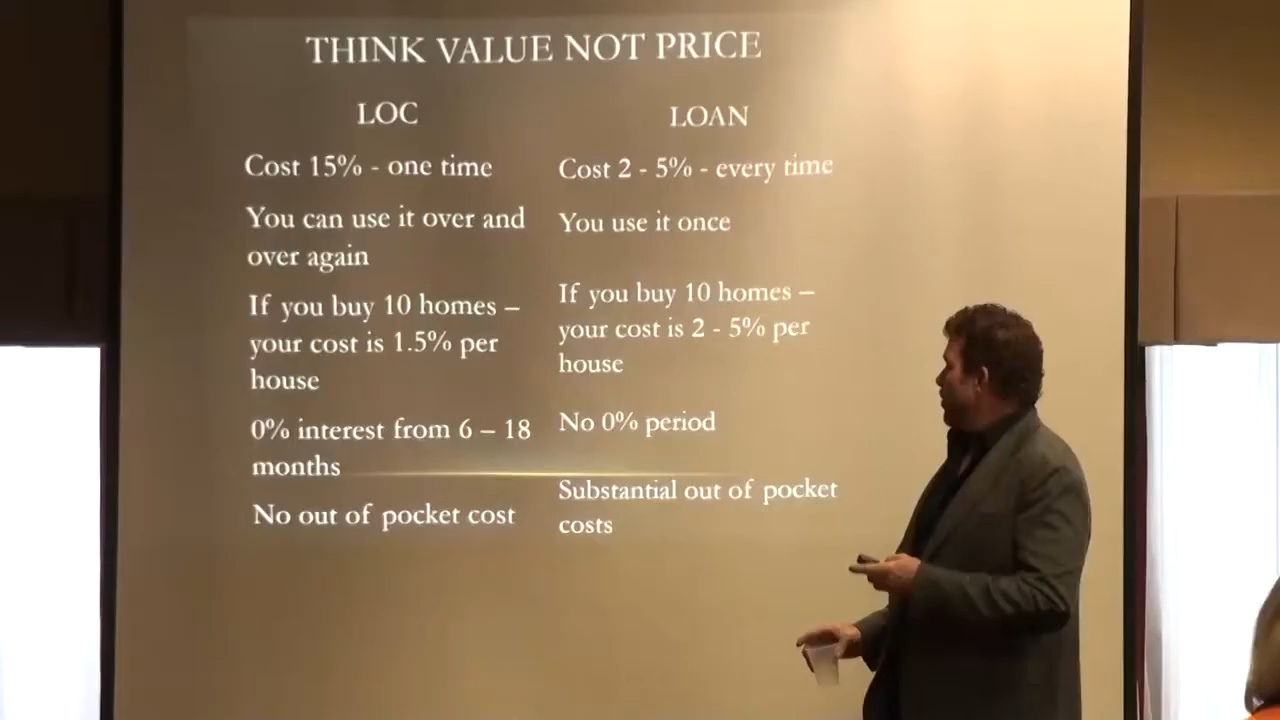 THINK VALUE NOT PRICE
LOC
Cost 15% - one time
You can use it over and
over again
If you buy 10 homes –
your cost is 1.5% per
house
0% interest from 6 – 18
months
No out of pocket cost
LOAN
Cost 2 - 5% - every time
You use it once
If you buy 10 homes –
your cost is 2 - 5% per
house
No 0% period
Substantial out of pocket
costs